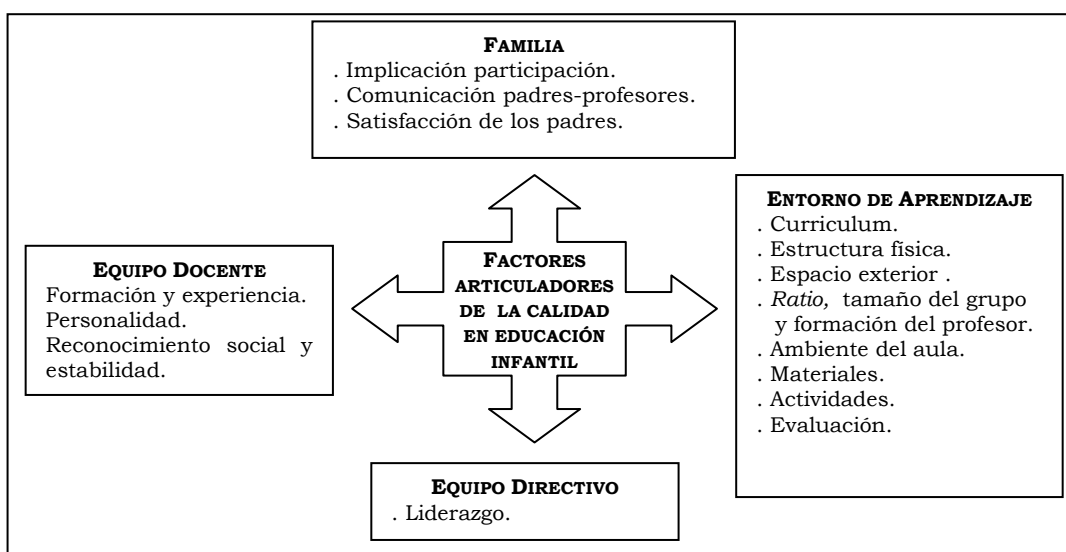 FAMILIA
. Implicación participación.
. Comunicación padres-profesores.
. Satisfacción de los padres.
EQUIPO DOCENTE
Formación y experiencia.
Personalidad.
Reconocimiento social y
estabilidad.
FACTORES
ARTICULADORES
DE LA CALIDAD
EN EDUCACIÓN
INFANTIL
ENTORNO DE APRENDIZAJE
. Curriculum.
. Estructura física.
. Espacio exterior .
. Ratio, tamaño del grupo
y formación del profesor.
. Ambiente del aula.
. Materiales.
. Actividades.
. Evaluación.
EQUIPO DIRECTIVO
. Liderazgo.